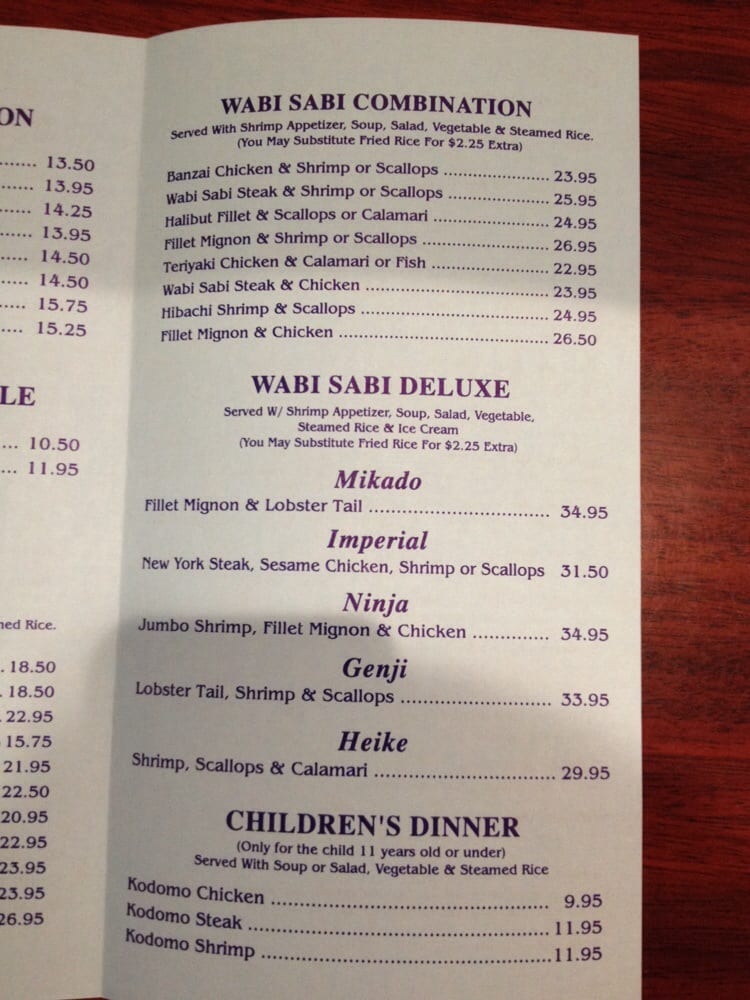 ON
13.50
13.95
14.25
13.95
14.50
14.50
15.75
15.25
LE
10.50
11.95
Rice.
18.50
18.50
22.95
15.75
21.95
22.50
20.95
22.95
23.95
23.95
26.95
WABI SABI COMBINATION
Served With Shrimp Appetizer, Soup, Salad, Vegetable & Steamed Rice.
(You May Substitute Fried Rice For $2.25 Extra)
Banzai Chicken & Shrimp or Scallops .................... 23.95
Wabi Sabi Steak & Shrimp or Scallops .................... 25.95
Halibut Fillet & Scallops or Calamari .................... 24.95
Fillet Mignon & Shrimp or Scallops .................... 26.95
Teriyaki Chicken & Calamari or Fish .................... 22.95
Wabi Sabi Steak & Chicken .................... 23.95
Hibachi Shrimp & Scallops .................... 24.95
Fillet Mignon & Chicken .................... 26.50
WABI SABI DELUXE
Served W/ Shrimp Appetizer, Soup, Salad, Vegetable,
Steamed Rice & Ice Cream
(You May Substitute Fried Rice For $2.25 Extra)
Mikado
Fillet Mignon & Lobster Tail .................... 34.95
Imperial
New York Steak, Sesame Chicken, Shrimp or Scallops 31.50
Ninja
Jumbo Shrimp, Fillet Mignon & Chicken .............. 34.95
Genji
Lobster Tail, Shrimp & Scallops .................... 33.95
Heike
Shrimp, Scallops & Calamari .................... 29.95
CHILDREN'S DINNER
(Only for the child 11 years old or under)
Served With Soup or Salad, Vegetable & Steamed Rice
Kodomo Chicken .................... 9.95
Kodomo Steak .................... 11.95
Kodomo Shrimp .................... 11.95